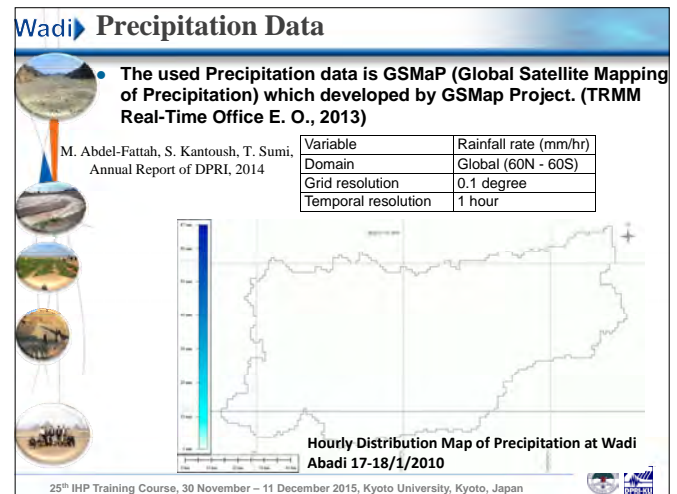 Wadi Precipitation Data
• The used Precipitation data is GSMaP (Global Satellite Mapping
of Precipitation) which developed by GSMap Project. (TRMM
Real-Time Office E. O., 2013)
M. Abdel-Fattah, S. Kantoush, T. Sumi,
Annual Report of DPRI, 2014
Variable Rainfall rate (mm/hr)
Domain Global (60N - 60S)
Grid resolution 0.1 degree
Temporal resolution 1 hour
Hourly Distribution Map of Precipitation at Wadi
Abadi 17-18/1/2010
25th IHP Training Course, 30 November – 11 December 2015, Kyoto University, Kyoto, Japan
DPRI-KU